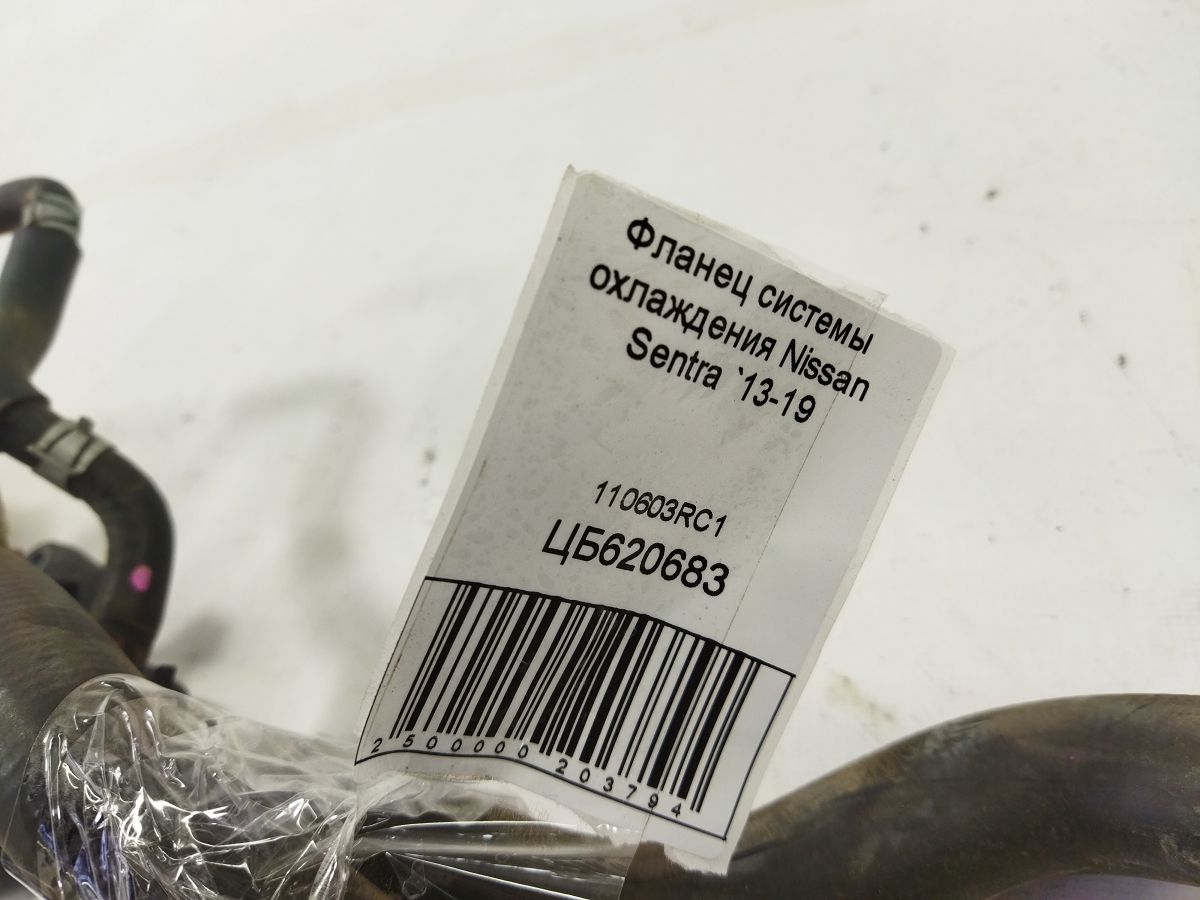 Фланец системы
охлаждения Nissan
Sentra `13-19
110603RC1
ЦБ620683
2500000203794